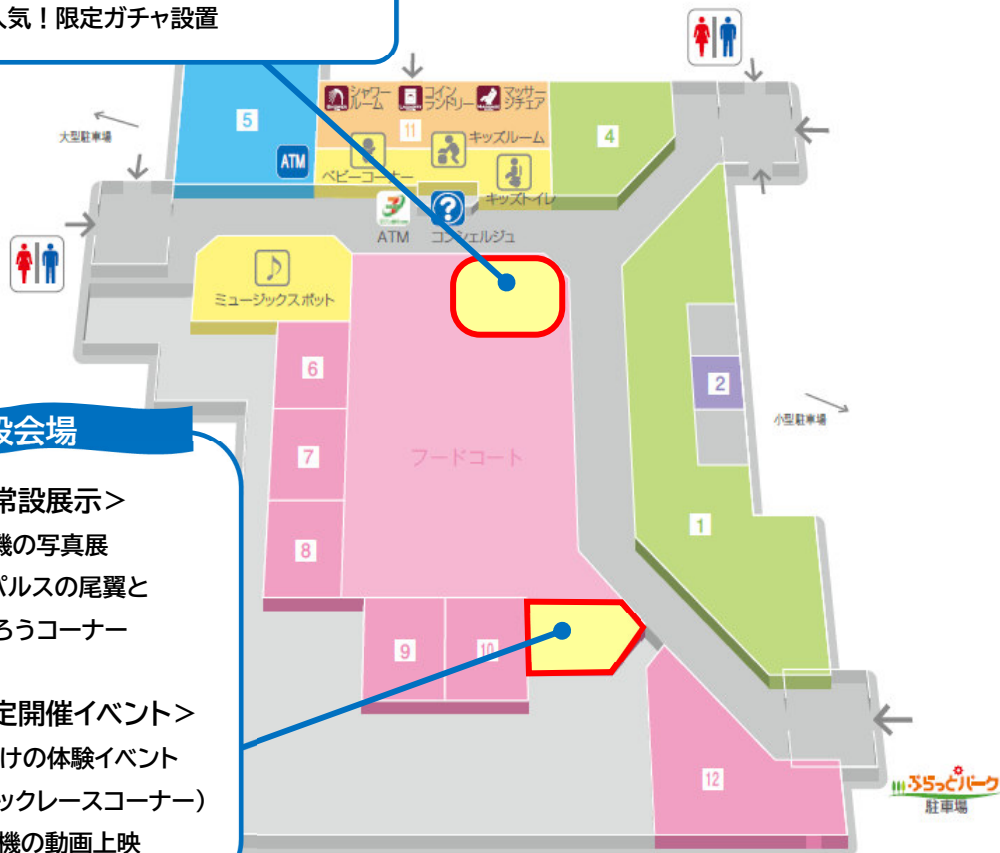 人気！限定ガチャ設置
大型駐車場
5
ATM
シャワー
ルーム
コイン
ランドリー
マッサー
ジチェア
11
キッズルーム
ベビーコーナー
キッズトイレ
4
ATM
コンシェルジュ
ミュージックスポット
6
7
8
フードコート
2
小型駐車場
1
設会場
常設展示＞
機の写真展
パルスの尾翼と
ろうコーナー
定開催イベント＞
けの体験イベント
ックレースコーナー）
機の動画上映
9
10
12
ぷらっとパーク
駐車場